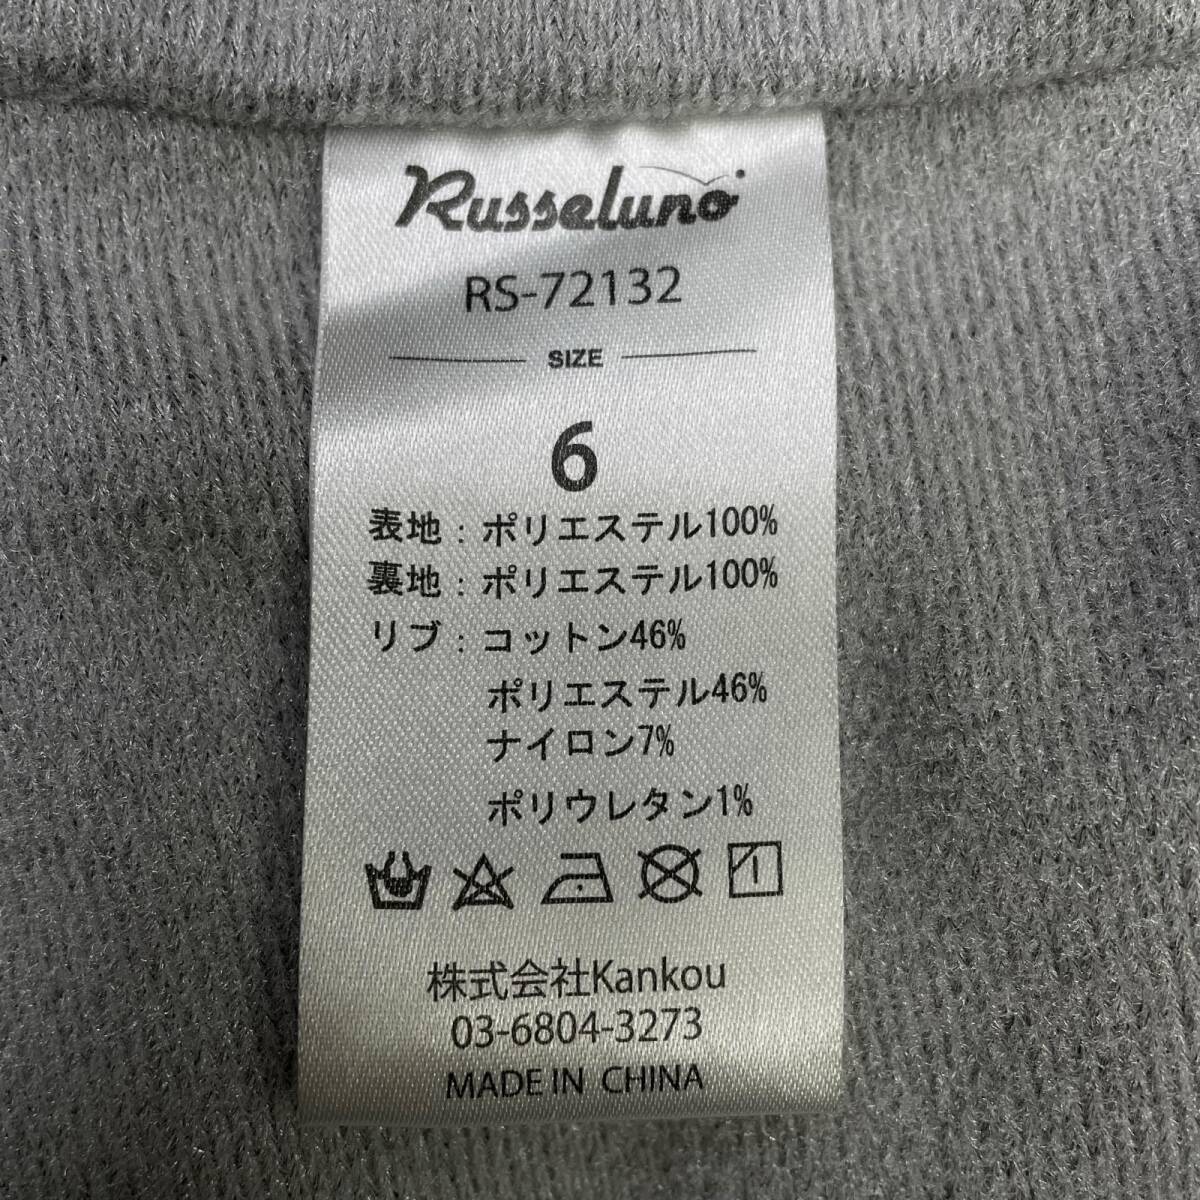 Russeluno
RS-72132
SIZE
6
表地：ポリエステル100%
裏地：ポリエステル100%
リブ：コットン46%
ポリエステル46%
ナイロン7%
ポリウレタン1%
株式会社Kankou
03-6804-3273
MADE IN CHINA